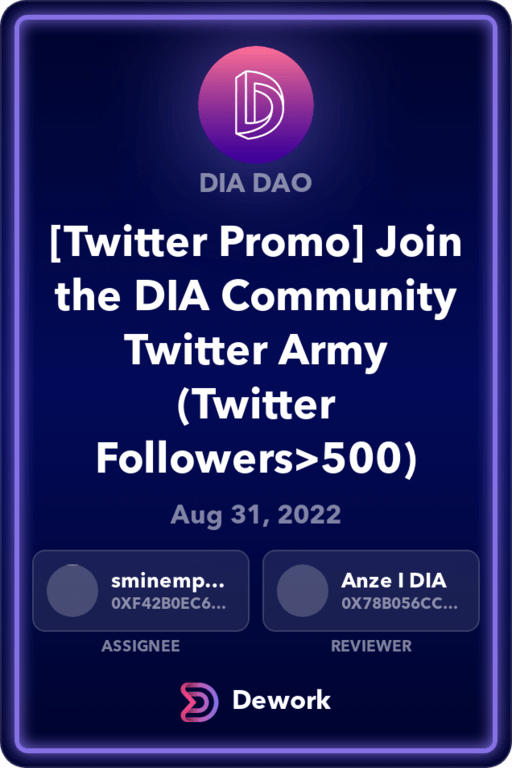 DIA DAO
[Twitter Promo] Join
the DIA Community
Twitter Army
(Twitter
Followers>500)
Aug 31, 2022
sminemp...
0XF42B0EC6...
ASSIGNEE
Anze I DIA
0X78B056CC...
REVIEWER
Dework